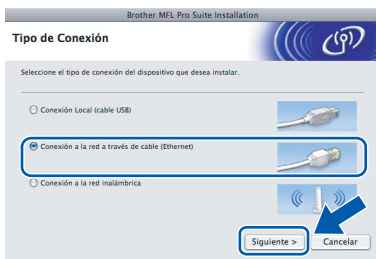 Brother MFL Pro Suite Installation
Tipo de Conexión
Seleccione el tipo de conexión del dispositivo que desea instalar.
Conexión Local (cable USB)
Conexión a la red a través de cable (Ethernet)
Conexión a la red inalámbrica
Siguiente >
Cancelar